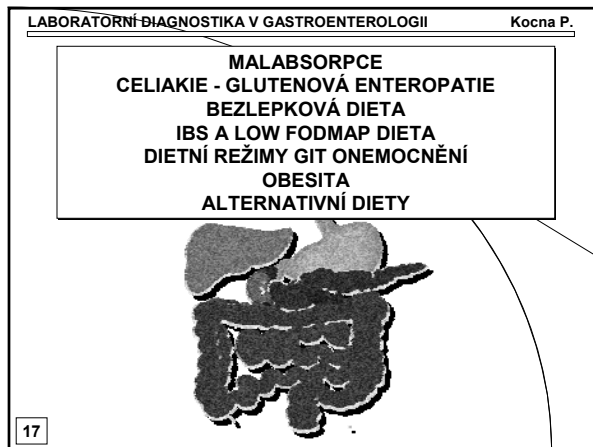 LABORATORNÍ DIAGNOSTIKA V GASTROENTEROLOGII Kocna P.
MALABSORPCE
CELIAKIE - GLUTENOVÁ ENTEROPATIE
BEZLEPKOVÁ DIETA
IBS A LOW FODMAP DIETA
DIETNÍ REŽIMY GIT ONEMOCNĚNÍ
OBESITA
ALTERNATIVNÍ DIETY
17